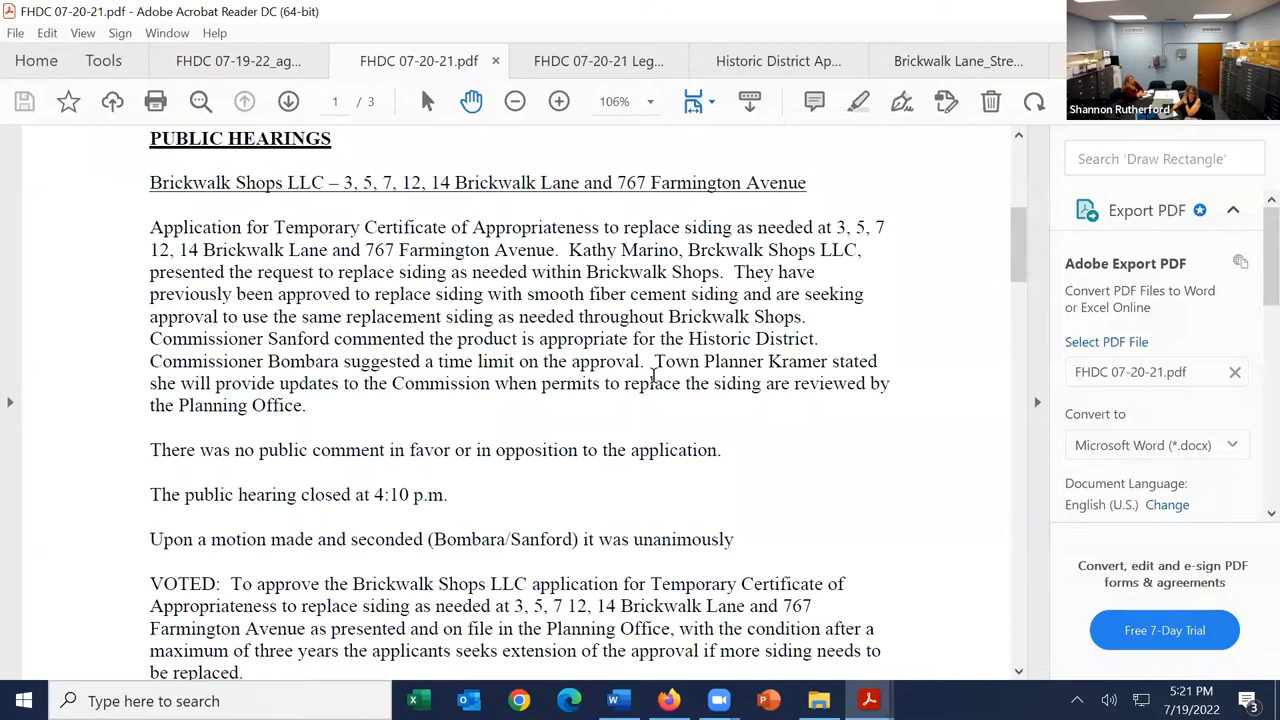 FHDC 07-20-21.pdf - Adobe Acrobat Reader DC (64-bit)
File Edit View Sign Window Help
Home Tools FHDC 07-19-22_ag... FHDC 07-20-21.pdf × FHDC 07-20-21 Leg... Historic District Ap... Brickwalk Lane_Stre...
1 / 3 106%
Shannon Rutherford
PUBLIC HEARINGS
Brickwalk Shops LLC – 3, 5, 7, 12, 14 Brickwalk Lane and 767 Farmington Avenue
Application for Temporary Certificate of Appropriateness to replace siding as needed at 3, 5, 7
12, 14 Brickwalk Lane and 767 Farmington Avenue.  Kathy Marino, Brckwalk Shops LLC,
presented the request to replace siding as needed within Brickwalk Shops.  They have
previously been approved to replace siding with smooth fiber cement siding and are seeking
approval to use the same replacement siding as needed throughout Brickwalk Shops.
Commissioner Sanford commented the product is appropriate for the Historic District.
Commissioner Bombara suggested a time limit on the approval.  Town Planner Kramer stated
she will provide updates to the Commission when permits to replace the siding are reviewed by
the Planning Office.
There was no public comment in favor or in opposition to the application.
The public hearing closed at 4:10 p.m.
Upon a motion made and seconded (Bombara/Sanford) it was unanimously
VOTED:  To approve the Brickwalk Shops LLC application for Temporary Certificate of
Appropriateness to replace siding as needed at 3, 5, 7 12, 14 Brickwalk Lane and 767
Farmington Avenue as presented and on file in the Planning Office, with the condition after a
maximum of three years the applicants seeks extension of the approval if more siding needs to
be replaced.
Search 'Draw Rectangle'
Export PDF
Adobe Export PDF
Convert PDF Files to Word
or Excel Online
Select PDF File
FHDC 07-20-21.pdf
Convert to
Microsoft Word (*.docx)
Document Language:
English (U.S.) Change
Convert, edit and e-sign PDF
forms & agreements
Free 7-Day Trial
Type here to search
5:21 PM
7/19/2022
3